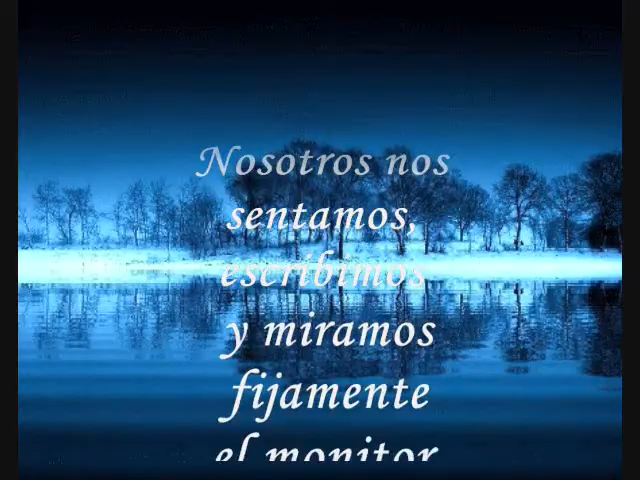 Nosotros nos
sentamos,
escribimos
y miramos
fijamente
el monitor